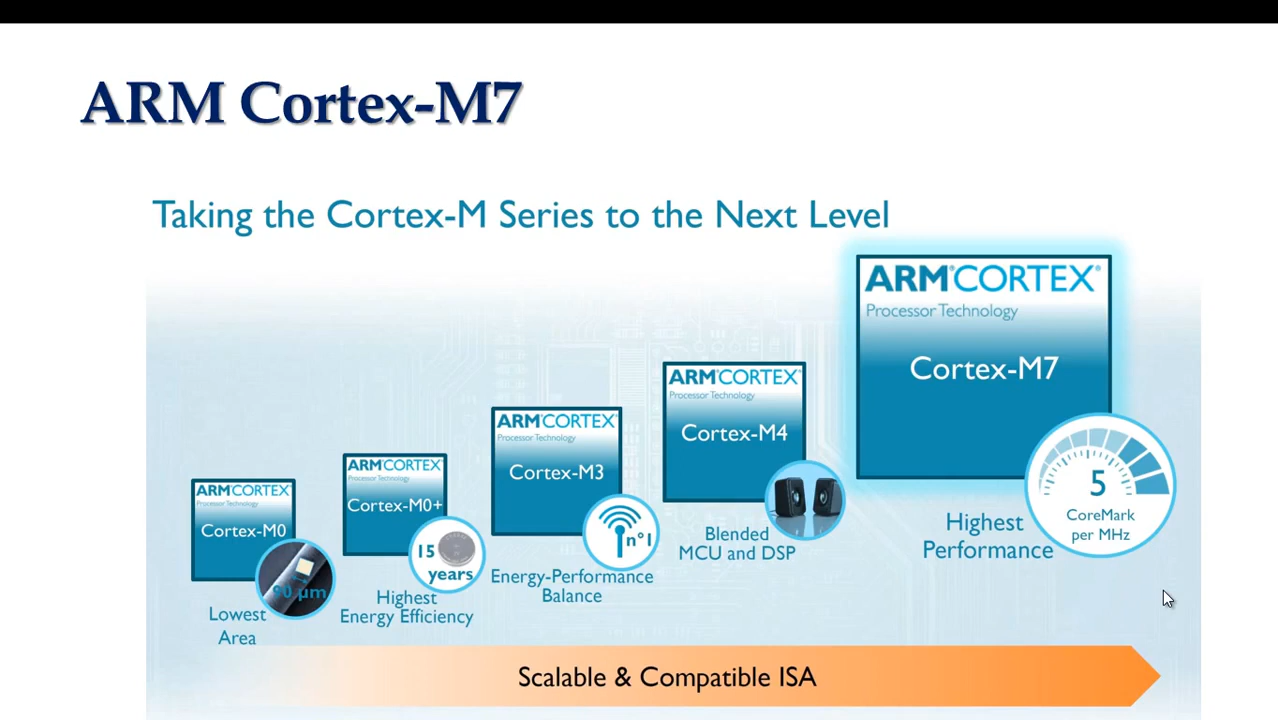 ARM Cortex-M7
Taking the Cortex-M Series to the Next Level
ARM®CORTEX®
Processor Technology
Cortex-M0
90 µm
Lowest
Area
ARM®CORTEX®
Processor Technology
Cortex-M0+
15
years
Highest
Energy Efficiency
ARM®CORTEX®
Processor Technology
Cortex-M3
n°1
Energy-Performance
Balance
ARM®CORTEX®
Processor Technology
Cortex-M4
Blended
MCU and DSP
ARM®CORTEX®
Processor Technology
Cortex-M7
5
CoreMark
per MHz
Highest
Performance
Scalable & Compatible ISA